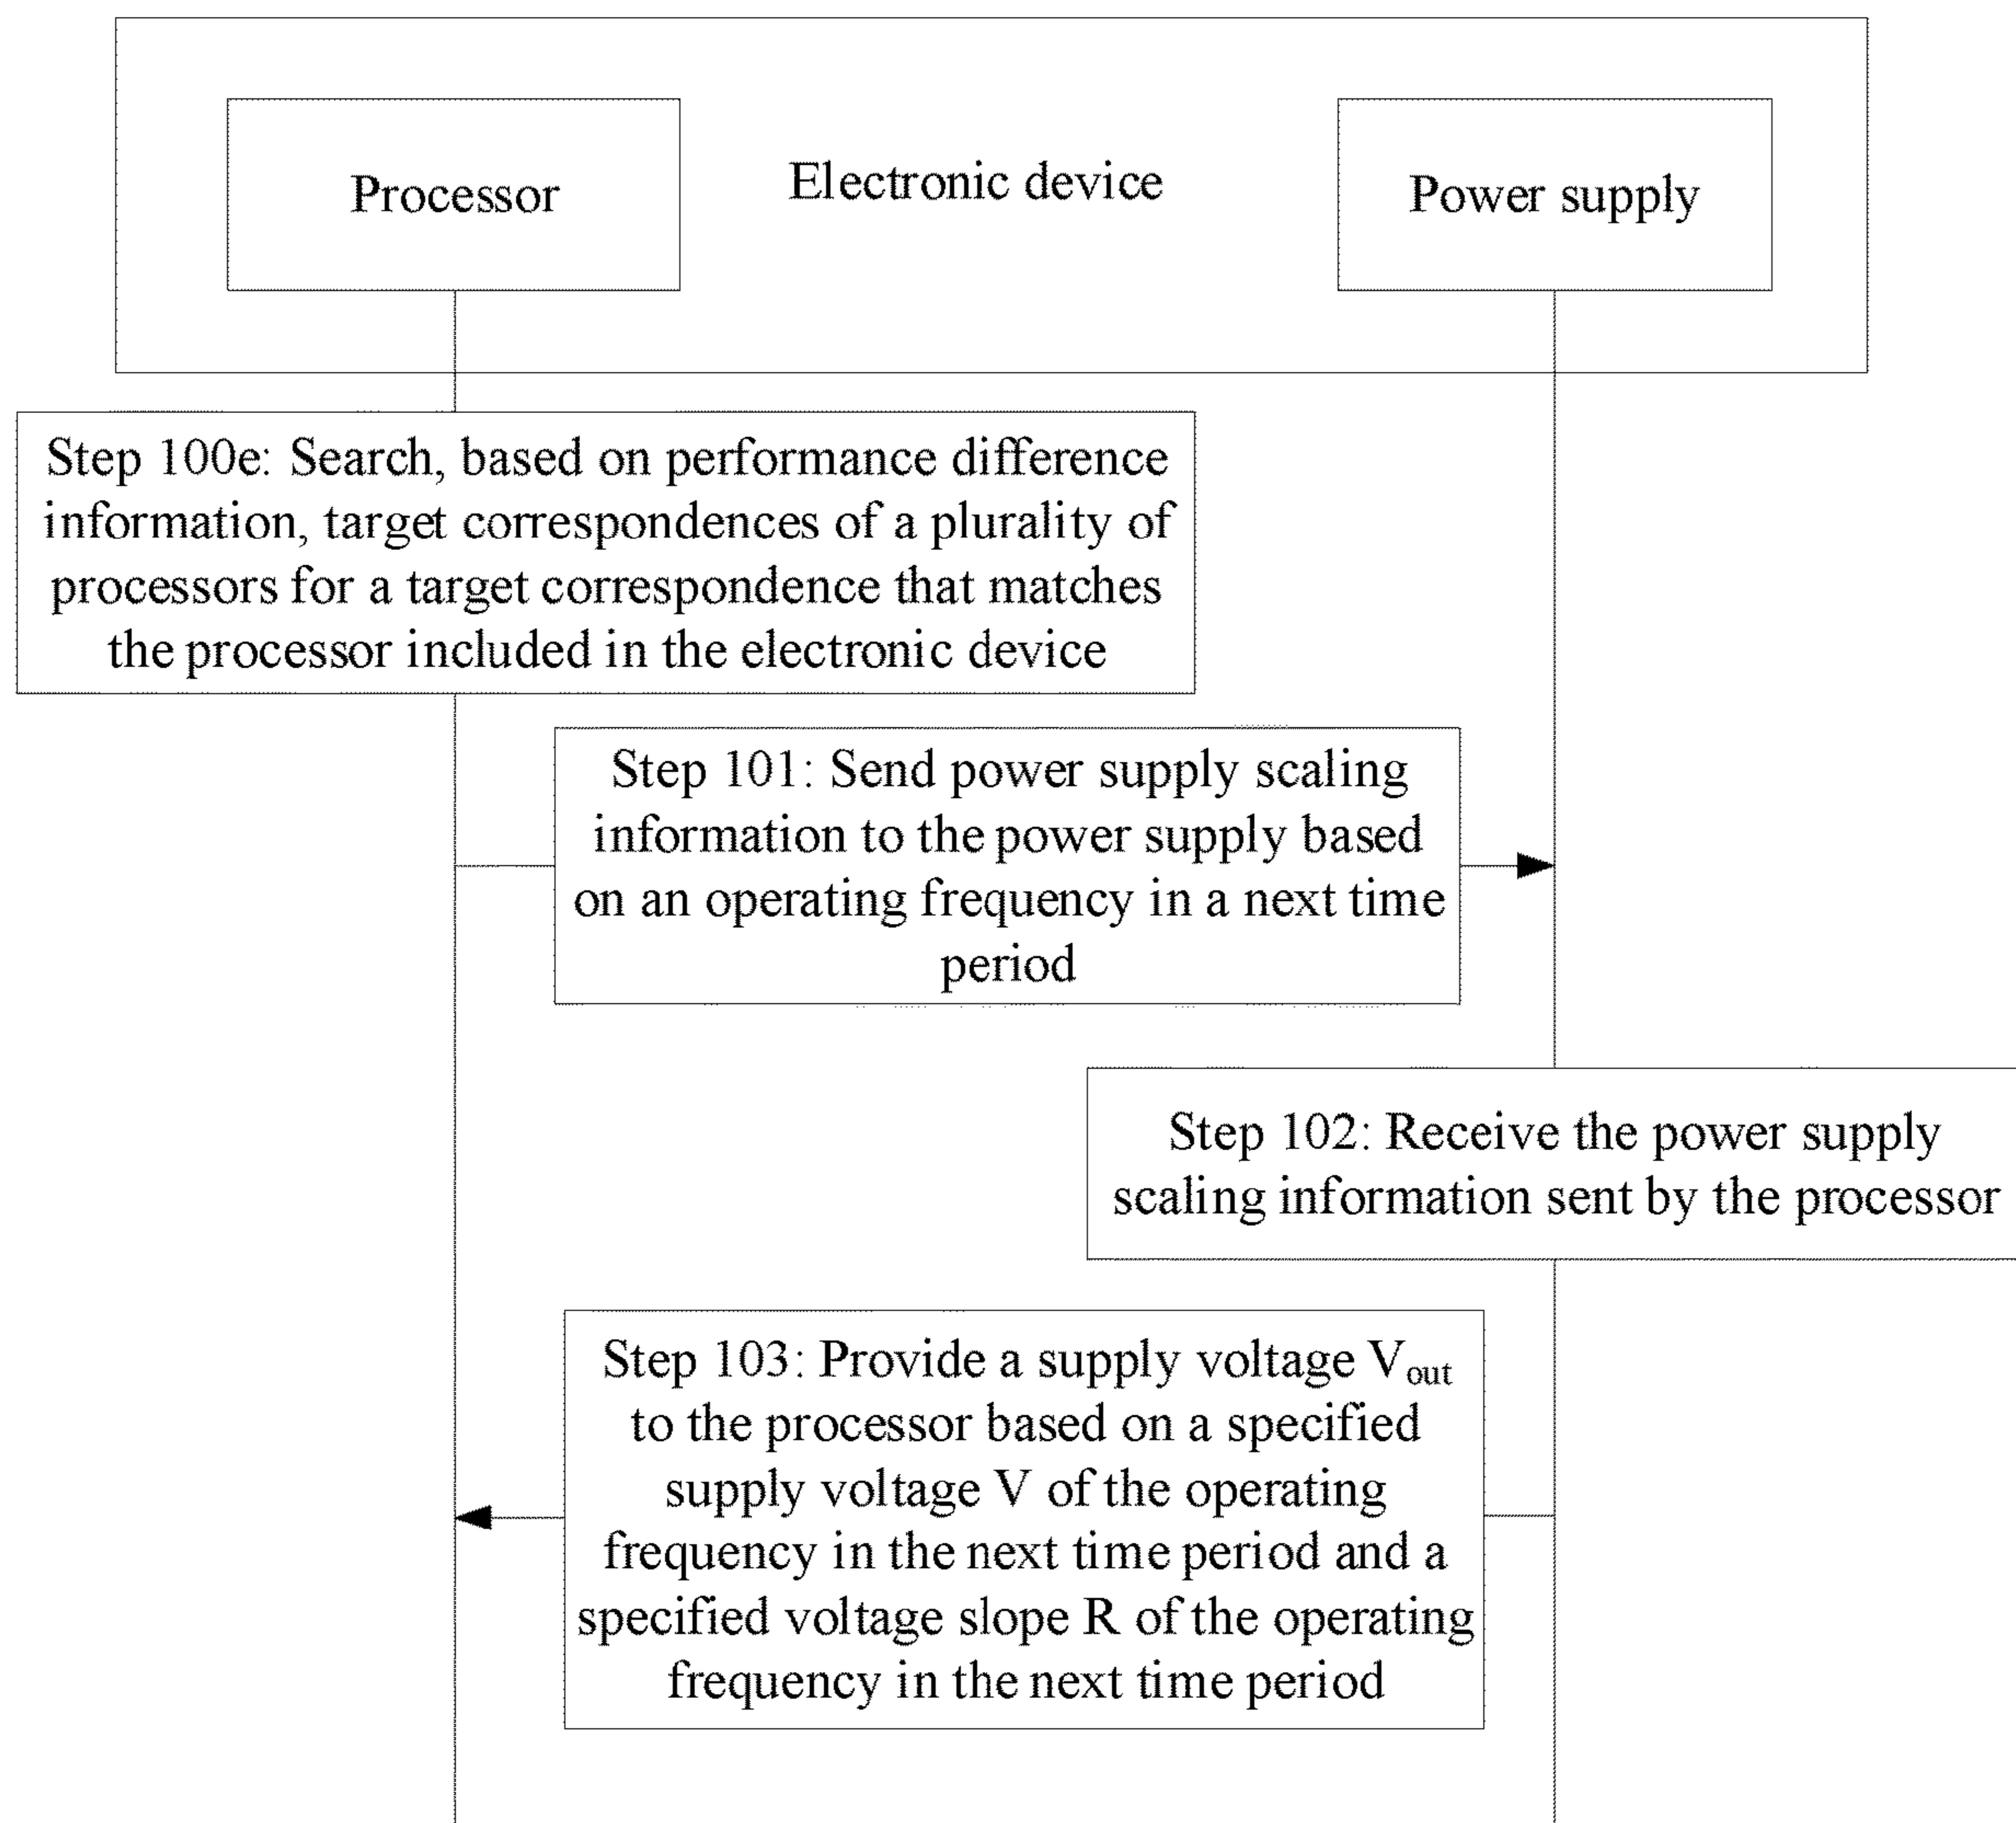 Processor
Electronic device
Power supply
Step 100e: Search, based on performance difference
information, target correspondences of a plurality of
processors for a target correspondence that matches
the processor included in the electronic device
Step 101: Send power supply scaling
information to the power supply based
on an operating frequency in a next time
period
Step 102: Receive the power supply
scaling information sent by the processor
Step 103: Provide a supply voltage Vout
to the processor based on a specified
supply voltage V of the operating
frequency in the next time period and a
specified voltage slope R of the operating
frequency in the next time period